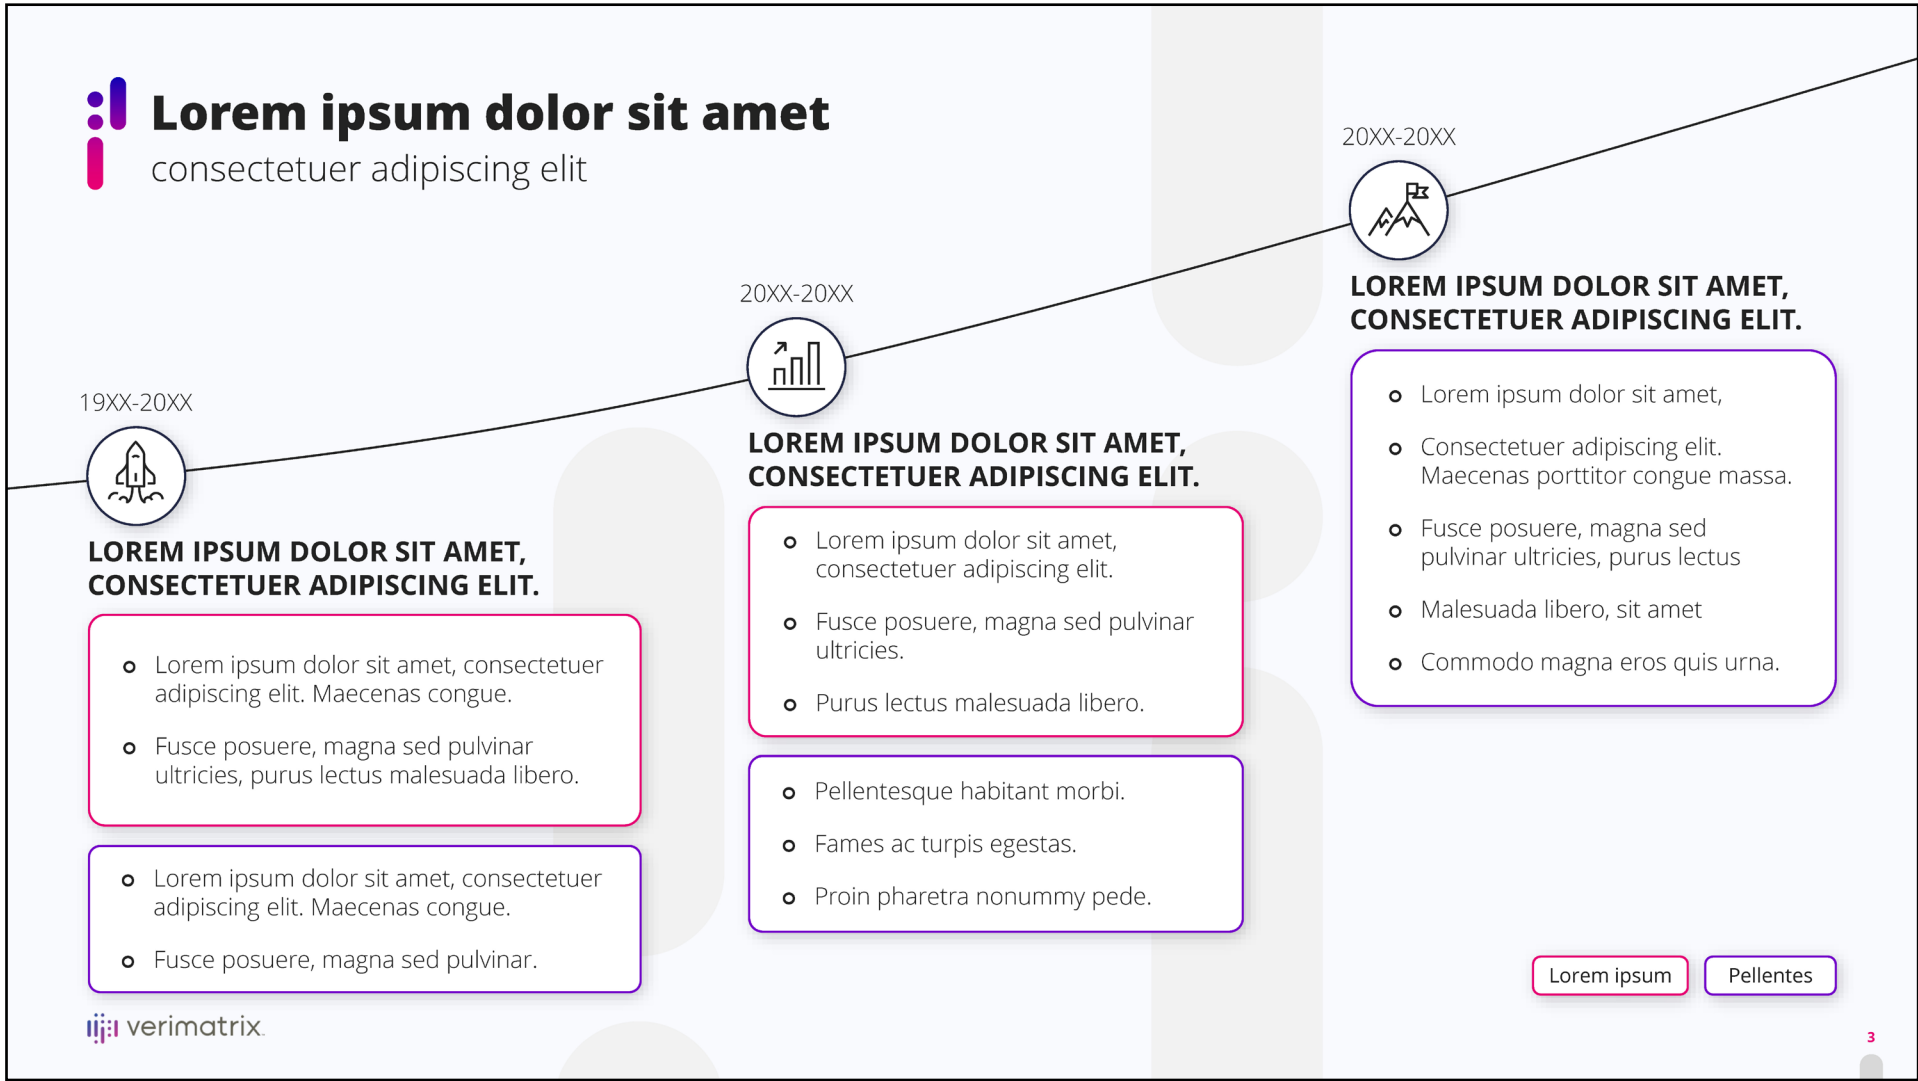 Lorem ipsum dolor sit amet
consectetuer adipiscing elit
19XX-20XX
LOREM IPSUM DOLOR SIT AMET,
CONSECTETUER ADIPISCING ELIT.
Lorem ipsum dolor sit amet, consectetuer
adipiscing elit. Maecenas congue.
Fusce posuere, magna sed pulvinar
ultricies, purus lectus malesuada libero.
Lorem ipsum dolor sit amet, consectetuer
adipiscing elit. Maecenas congue.
Fusce posuere, magna sed pulvinar.
20XX-20XX
LOREM IPSUM DOLOR SIT AMET,
CONSECTETUER ADIPISCING ELIT.
Lorem ipsum dolor sit amet,
consectetuer adipiscing elit.
Fusce posuere, magna sed pulvinar
ultricies.
Purus lectus malesuada libero.
Pellentesque habitant morbi.
Fames ac turpis egestas.
Proin pharetra nonummy pede.
20XX-20XX
LOREM IPSUM DOLOR SIT AMET,
CONSECTETUER ADIPISCING ELIT.
Lorem ipsum dolor sit amet,
Consectetuer adipiscing elit.
Maecenas porttitor congue massa.
Fusce posuere, magna sed
pulvinar ultricies, purus lectus
Malesuada libero, sit amet
Commodo magna eros quis urna.
Lorem ipsum
Pellentes
verimatrix
3